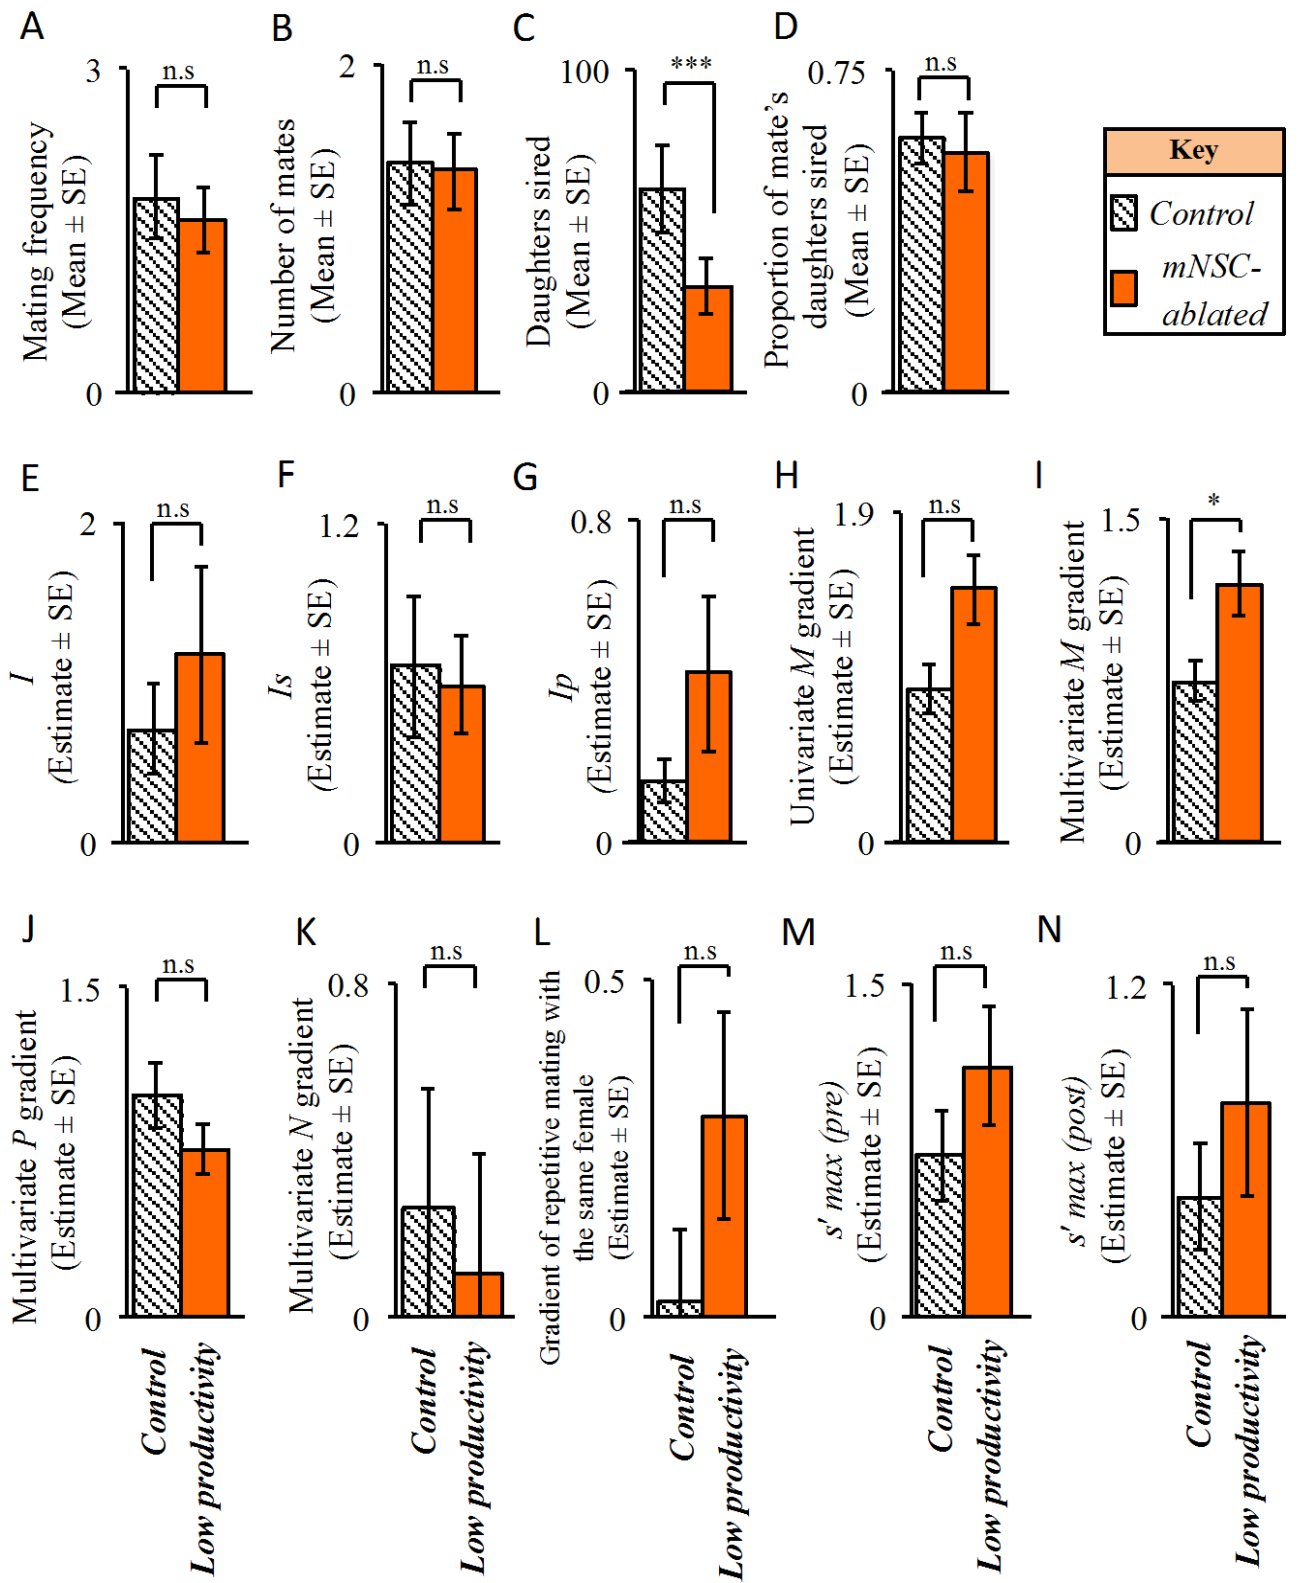 A
3
n.s
Mating frequency
(Mean ± SE)
0
B
2
n.s
Number of mates
(Mean ± SE)
0
C
100
***
Daughters sired
(Mean ± SE)
0
D
0.75
n.s
Proportion of mate's
daughters sired
(Mean ± SE)
0
Key
Control
mNSC-
ablated
E
2
n.s
I
(Estimate ± SE)
0
F
1.2
n.s
Is
(Estimate ± SE)
0
G
0.8
n.s
Ip
(Estimate ± SE)
0
H
1.9
n.s
Univariate M gradient
(Estimate ± SE)
0
I
1.5
*
Multivariate M gradient
(Estimate ± SE)
0
J
1.5
n.s
Multivariate P gradient
(Estimate ± SE)
0
Control
Low productivity
K
0.8
n.s
Multivariate N gradient
(Estimate ± SE)
0
Control
Low productivity
L
0.5
n.s
Gradient of repetitive mating with
the same female
(Estimate ± SE)
0
Control
Low productivity
M
1.5
n.s
s' max (pre)
(Estimate ± SE)
0
Control
Low productivity
N
1.2
n.s
s' max (post)
(Estimate ± SE)
0
Control
Low productivity